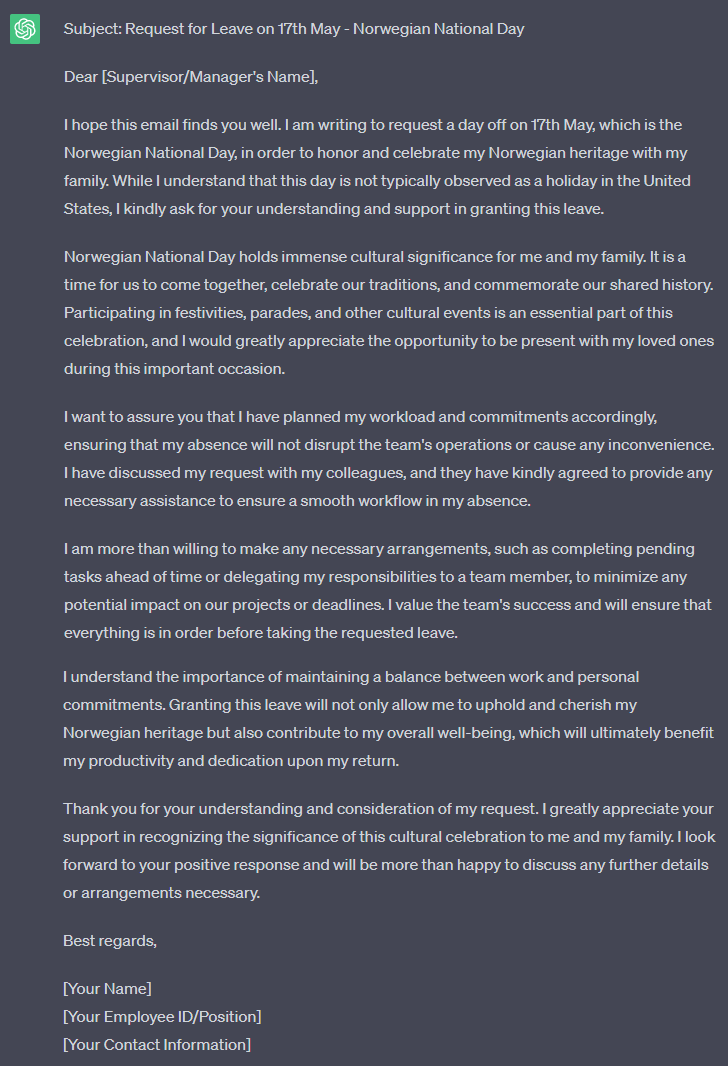 Subject: Request for Leave on 17th May - Norwegian National Day
Dear [Supervisor/Manager's Name],
I hope this email finds you well. I am writing to request a day off on 17th May, which is the
Norwegian National Day, in order to honor and celebrate my Norwegian heritage with my
family. While I understand that this day is not typically observed as a holiday in the United
States, I kindly ask for your understanding and support in granting this leave.
Norwegian National Day holds immense cultural significance for me and my family. It is a
time for us to come together, celebrate our traditions, and commemorate our shared history.
Participating in festivities, parades, and other cultural events is an essential part of this
celebration, and I would greatly appreciate the opportunity to be present with my loved ones
during this important occasion.
I want to assure you that I have planned my workload and commitments accordingly,
ensuring that my absence will not disrupt the team's operations or cause any inconvenience.
I have discussed my request with my colleagues, and they have kindly agreed to provide any
necessary assistance to ensure a smooth workflow in my absence.
I am more than willing to make any necessary arrangements, such as completing pending
tasks ahead of time or delegating my responsibilities to a team member, to minimize any
potential impact on our projects or deadlines. I value the team's success and will ensure that
everything is in order before taking the requested leave.
I understand the importance of maintaining a balance between work and personal
commitments. Granting this leave will not only allow me to uphold and cherish my
Norwegian heritage but also contribute to my overall well-being, which will ultimately benefit
my productivity and dedication upon my return.
Thank you for your understanding and consideration of my request. I greatly appreciate your
support in recognizing the significance of this cultural celebration to me and my family. I look
forward to your positive response and will be more than happy to discuss any further details
or arrangements necessary.
Best regards,
[Your Name]
[Your Employee ID/Position]
[Your Contact Information]